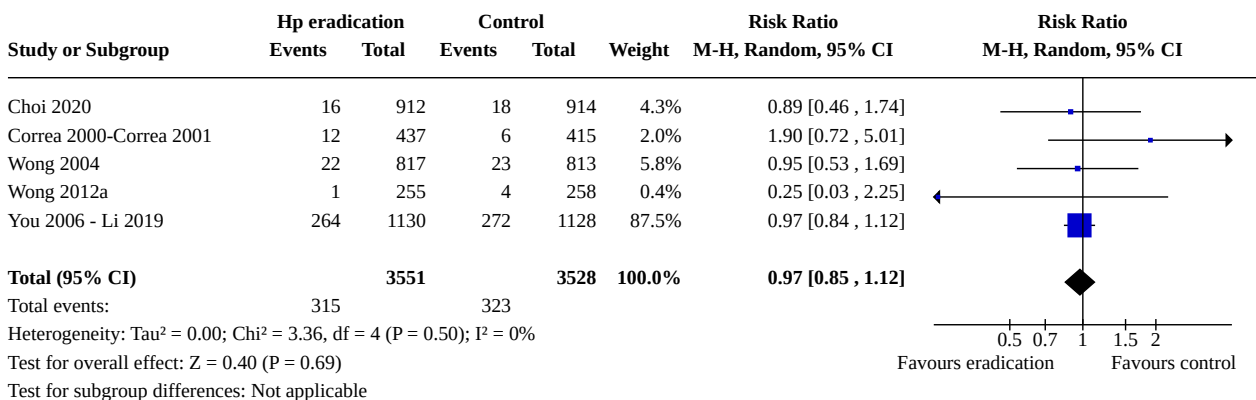 Hp eradication Control Risk Ratio Risk Ratio
Study or Subgroup Events Total Events Total Weight M-H, Random, 95% CI M-H, Random, 95% CI
Choi 2020 16 912 18 914 4.3% 0.89 [0.46 , 1.74]
Correa 2000-Correa 2001 12 437 6 415 2.0% 1.90 [0.72 , 5.01]
Wong 2004 22 817 23 813 5.8% 0.95 [0.53 , 1.69]
Wong 2012a 1 255 4 258 0.4% 0.25 [0.03 , 2.25]
You 2006 - Li 2019 264 1130 272 1128 87.5% 0.97 [0.84 , 1.12]
Total (95% CI) 3551 3528 100.0% 0.97 [0.85 , 1.12]
Total events: 315 323
Heterogeneity: Tau² = 0.00; Chi² = 3.36, df = 4 (P = 0.50); I² = 0%
0.5 0.7 1 1.5 2
Test for overall effect: Z = 0.40 (P = 0.69)
Favours eradication Favours control
Test for subgroup differences: Not applicable